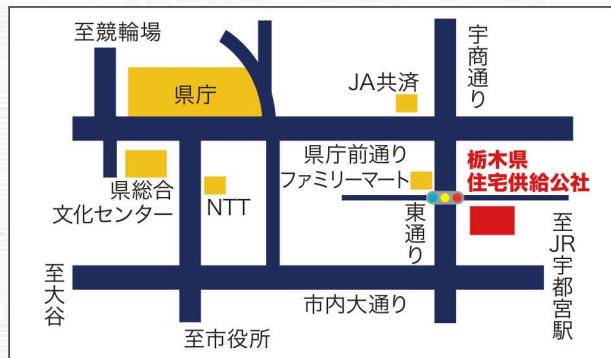 至競輪場
県庁
JA共済
宇商通り
県庁前通り
ファミリーマート
栃木県
住宅供給公社
県総合
文化センター
NTT
東通り
至JR宇都宮駅
至大谷
市内大通り
至市役所